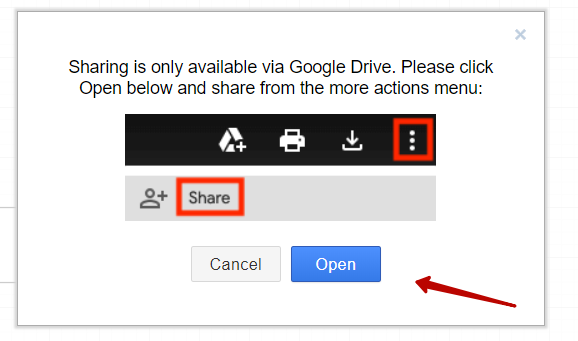 Sharing is only available via Google Drive. Please click
Open below and share from the more actions menu:
Share
Cancel
Open